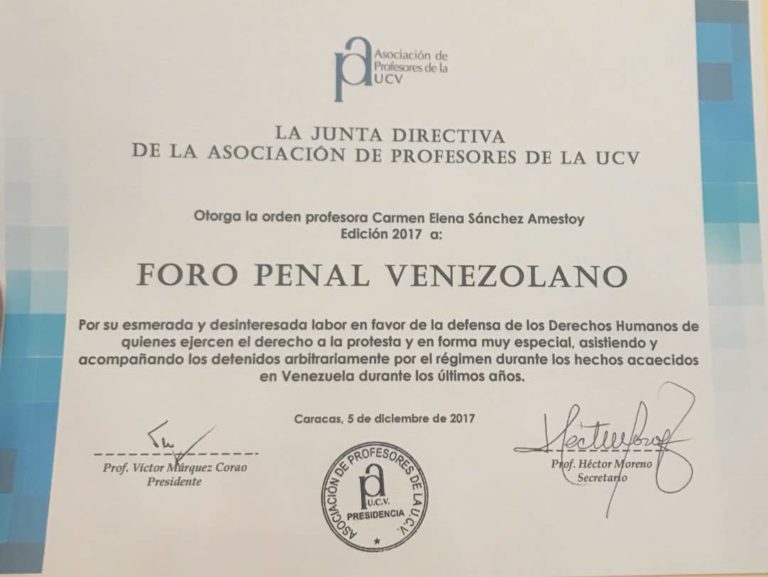 Asociación de
Profesores de la
UCV
LA JUNTA DIRECTIVA
DE LA ASOCIACIÓN DE PROFESORES DE LA UCV
Otorga la orden profesora Carmen Elena Sánchez Amestoy
Edición 2017 a:
FORO PENAL VENEZOLANO
Por su esmerada y desinteresada labor en favor de la defensa de los Derechos Humanos de
quienes ejercen el derecho a la protesta y en forma muy especial, asistiendo y
acompañando los detenidos arbitrariamente por el régimen durante los hechos acaecidos
en Venezuela durante los últimos años.
Caracas, 5 de diciembre de 2017
Prof. Víctor Márquez Corao
Presidente
ASOCIACIÓN DE PROFESORES DE LA U.C.V.
U.C.V.
PRESIDENCIA
Prof. Héctor Moreno
Secretario